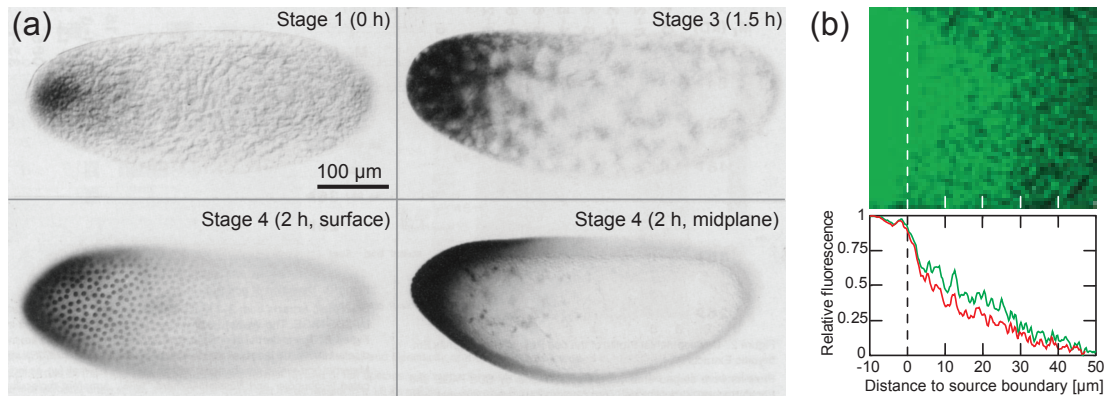 (a)
Stage 1 (0 h)
100 µm
Stage 3 (1.5 h)
Stage 4 (2 h, surface)
Stage 4 (2 h, midplane)
(b)
Relative fluorescence
1
0.75
0.5
0.25
0
-10 0 10 20 30 40 50
Distance to source boundary [µm]